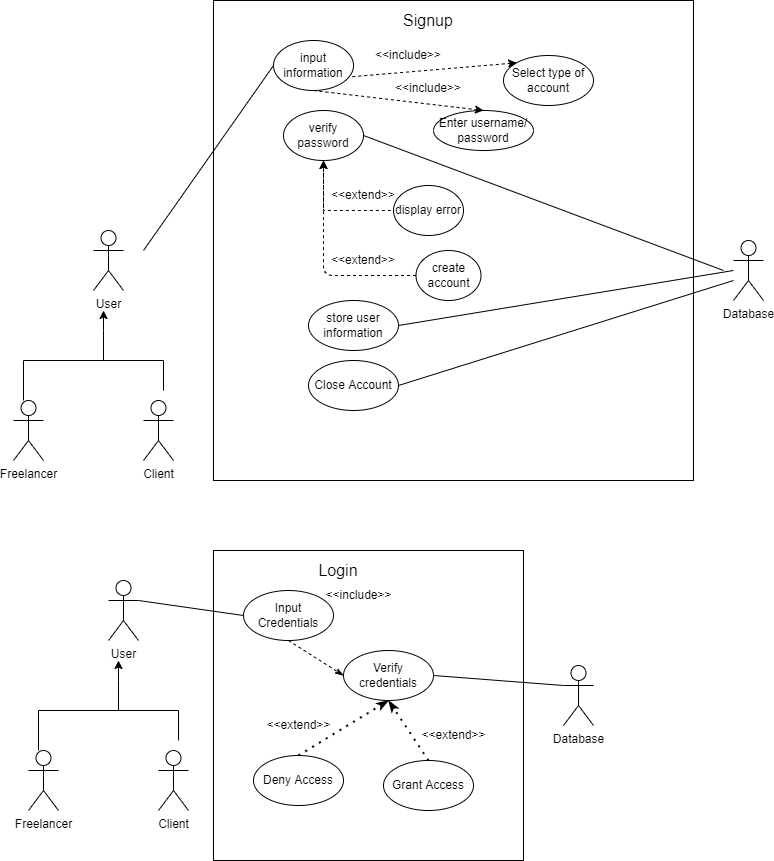 Signup
input
information
<<include>>
Select type of
account
<<include>>
Enter username/
password
verify
password
<<extend>>
display error
<<extend>>
create
account
User
Database
store user
information
Close Account
Freelancer
Client
Login
Input
Credentials
<<include>>
User
Verify
credentials
Database
<<extend>>
<<extend>>
Deny Access
Grant Access
Freelancer
Client